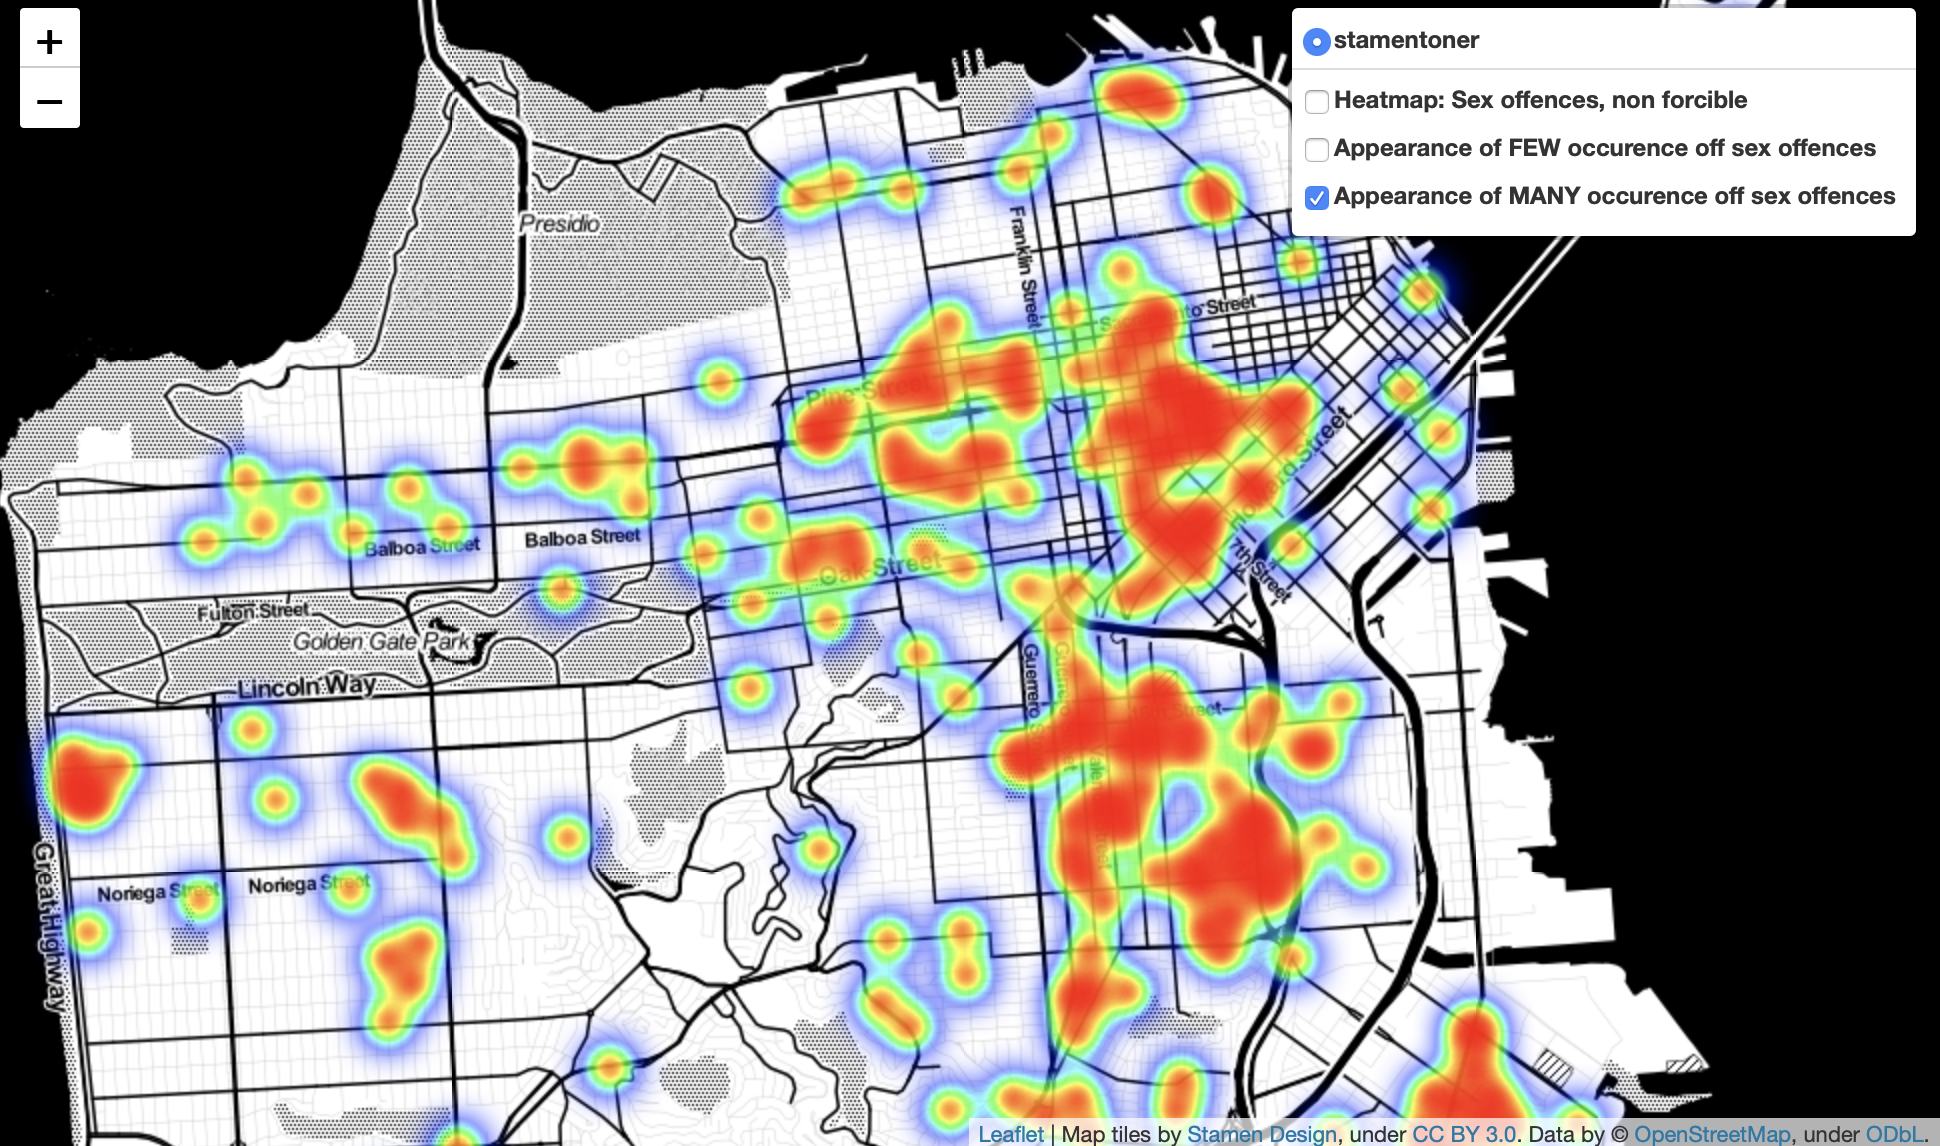 +
−
stamentoner
Heatmap: Sex offences, non forcible
Appearance of FEW occurence off sex offences
Appearance of MANY occurence off sex offences
Presidio
Franklin Street
Street
Pine Street
Howard Street
7th Street
Balboa Street
Balboa Street
Oak Street
Fulton Street
Golden Gate Park
Lincoln Way
Guerrero
Street
Noriega Street
Noriega Street
Great Highway
Leaflet | Map tiles by Stamen Design, under CC BY 3.0. Data by © OpenStreetMap, under ODbL.